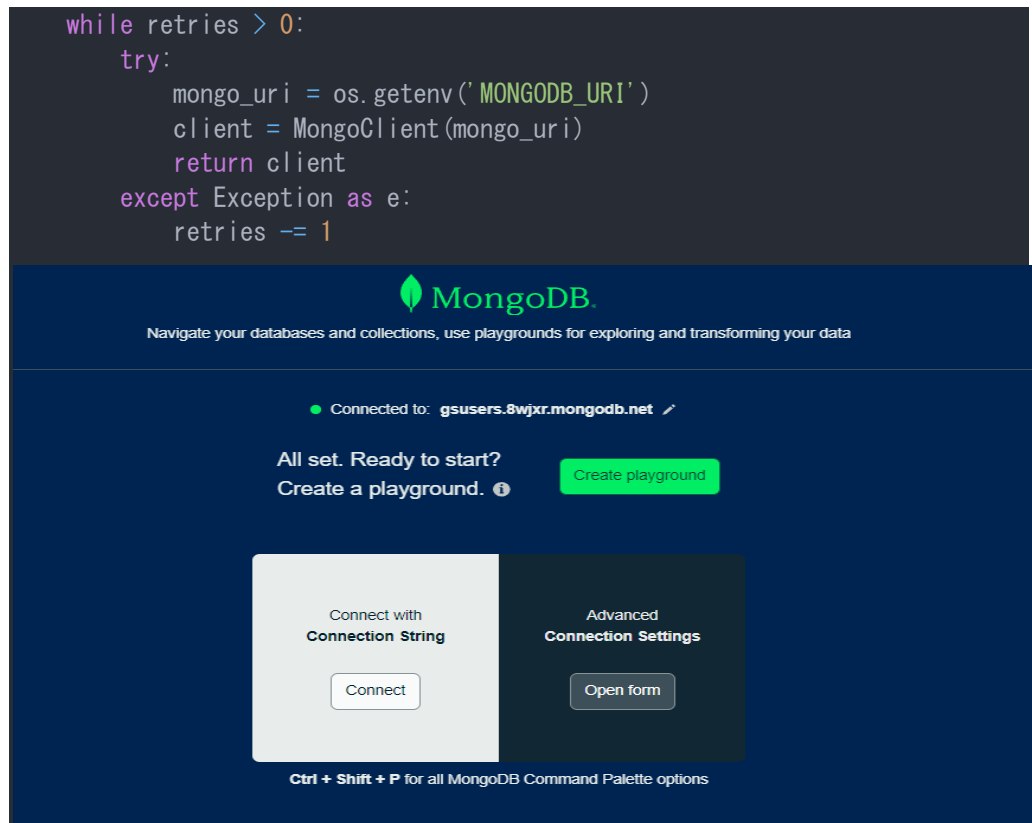 while retries > 0:
try:
mongo_uri = os.getenv('MONGODB_URI')
client = MongoClient(mongo_uri)
return client
except Exception as e:
retries -= 1
MongoDB.
Navigate your databases and collections, use playgrounds for exploring and transforming your data
Connected to: gsusers.8wjxr.mongodb.net
All set. Ready to start?
Create a playground.
Create playground
Connect with
Connection String
Connect
Advanced
Connection Settings
Open form
Ctrl + Shift + P for all MongoDB Command Palette options